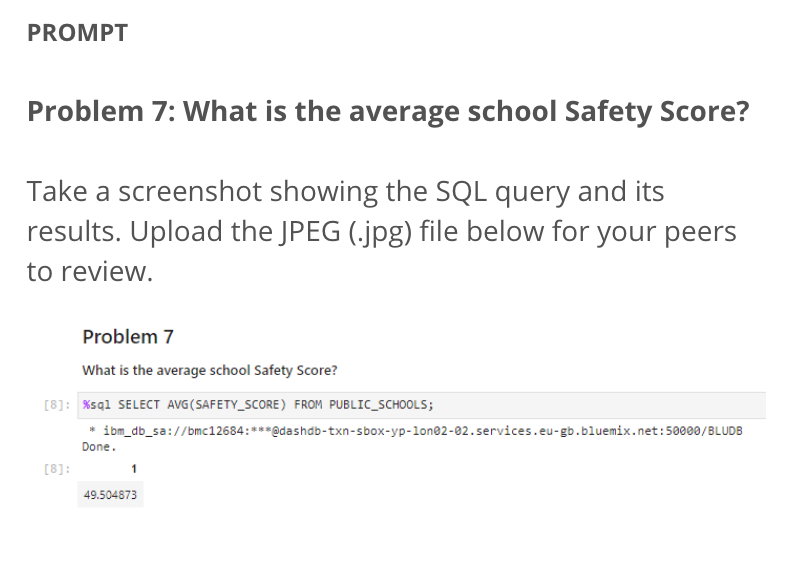 PROMPT
Problem 7: What is the average school Safety Score?
Take a screenshot showing the SQL query and its
results. Upload the JPEG (.jpg) file below for your peers
to review.
Problem 7
What is the average school Safety Score?
[8]: %sql SELECT AVG(SAFETY_SCORE) FROM PUBLIC_SCHOOLS;
* ibm_db_sa://bmc12684:***@dashdb-txn-sbox-yp-lon02-02.services.eu-gb.bluemix.net:50000/BLUDB
Done.
[8]: 1
49.504873